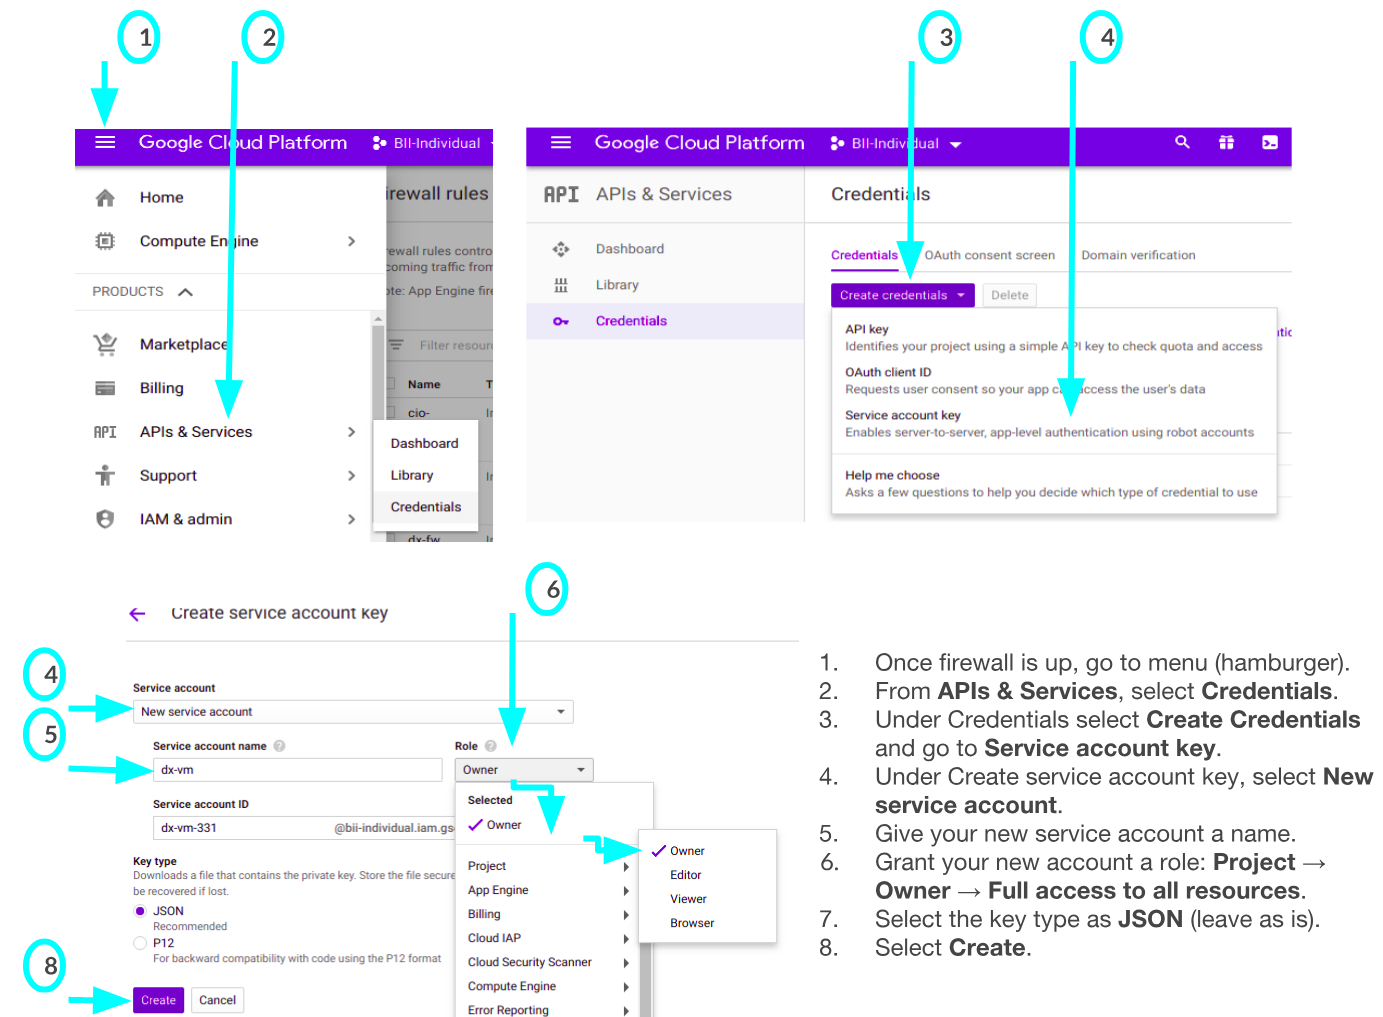 1
2
3
4
Google Cloud Platform
BII-Individual
Home
Compute Engine
PRODUCTS
Marketplace
Billing
API APIs & Services
Support
IAM & admin
irewall rules
ewall rules contro
coming traffic from
te: App Engine fire
Filter resour
Name
cio-
dx-fw
Dashboard
Library
Credentials
Google Cloud Platform
BII-Individual
API APIs & Services
Dashboard
Library
Credentials
Credentials
Credentials OAuth consent screen Domain verification
Create credentials Delete
API key
Identifies your project using a simple API key to check quota and access
OAuth client ID
Requests user consent so your app can access the user's data
Service account key
Enables server-to-server, app-level authentication using robot accounts
Help me choose
Asks a few questions to help you decide which type of credential to use
6
Create service account key
4
Service account
New service account
5
Service account name
Role
dx-vm
Owner
Service account ID
dx-vm-331 @bii-individual.iam.gs
Key type
Downloads a file that contains the private key. Store the file secure
be recovered if lost.
JSON
Recommended
P12
For backward compatibility with code using the P12 format
8
Create Cancel
Selected
Owner
Project
App Engine
Billing
Cloud IAP
Cloud Security Scanner
Compute Engine
Error Reporting
Owner
Editor
Viewer
Browser
1. Once firewall is up, go to menu (hamburger).
2. From APIs & Services, select Credentials.
3. Under Credentials select Create Credentials
and go to Service account key.
4. Under Create service account key, select New
service account.
5. Give your new service account a name.
6. Grant your new account a role: Project →
Owner → Full access to all resources.
7. Select the key type as JSON (leave as is).
8. Select Create.